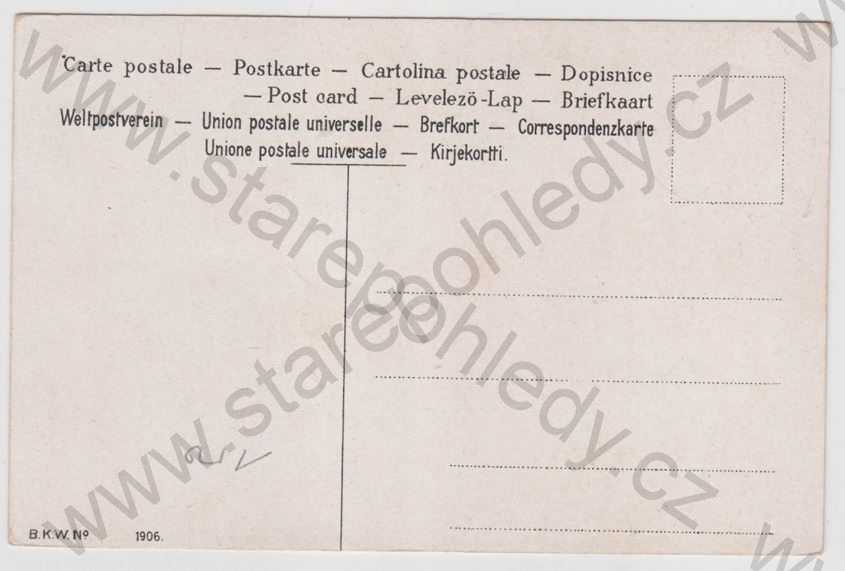 Carte postale — Postkarte — Cartolina postale — Dopisnice
— Post card — Levelező-Lap — Briefkaart
Weltpostverein — Union postale universelle — Brefkort — Correspondenzkarte
Unione postale universale — Kirjekortti.
B.K.W. Nº 1906.
www.starepohledy.cz
www.starepohledy.cz